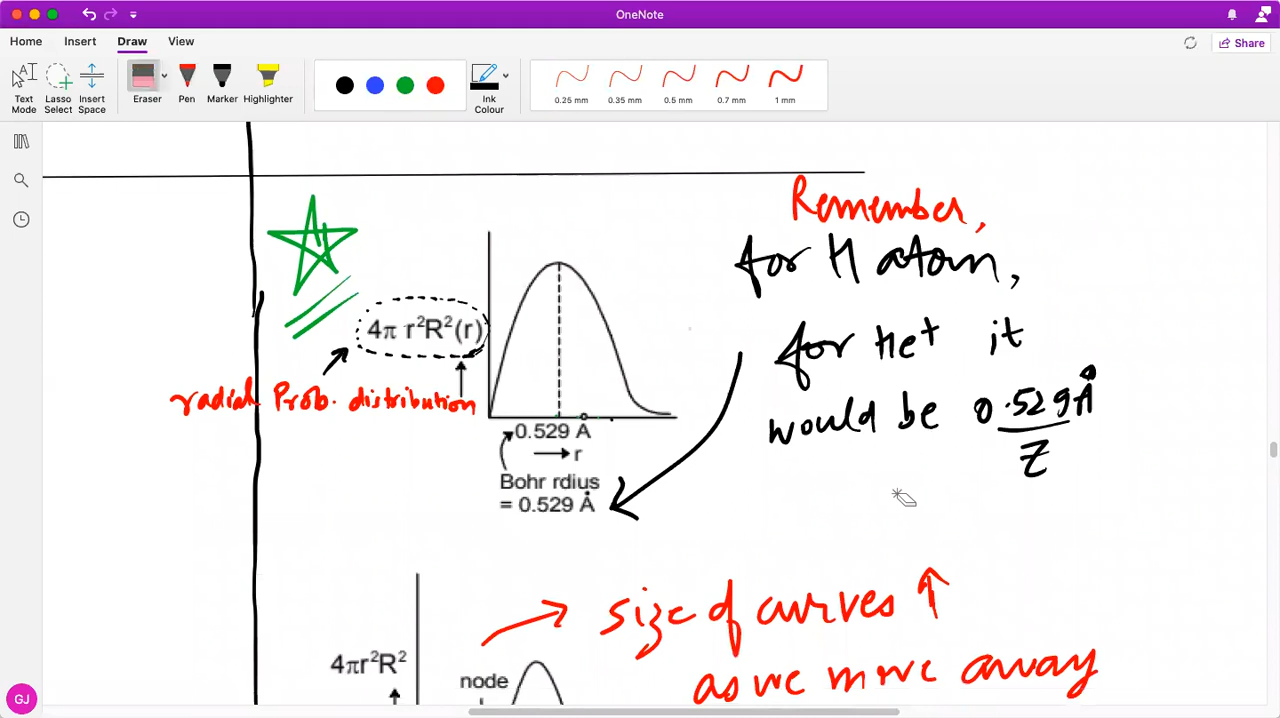 OneNote
Home Insert Draw View
Share
Text Mode
Lasso Select
Insert Space
Eraser
Pen
Marker
Highlighter
Ink Colour
0.25 mm
0.35 mm
0.5 mm
0.7 mm
1 mm
Remember,
for H atom,
for He+ it
would be 0.529Å
Z
4π r²R²(r)
radial Prob. distribution
0.529 Å
r
Bohr rdius
= 0.529 Å
size of curves ↑
as we move away
4πr²R²
node
GJ